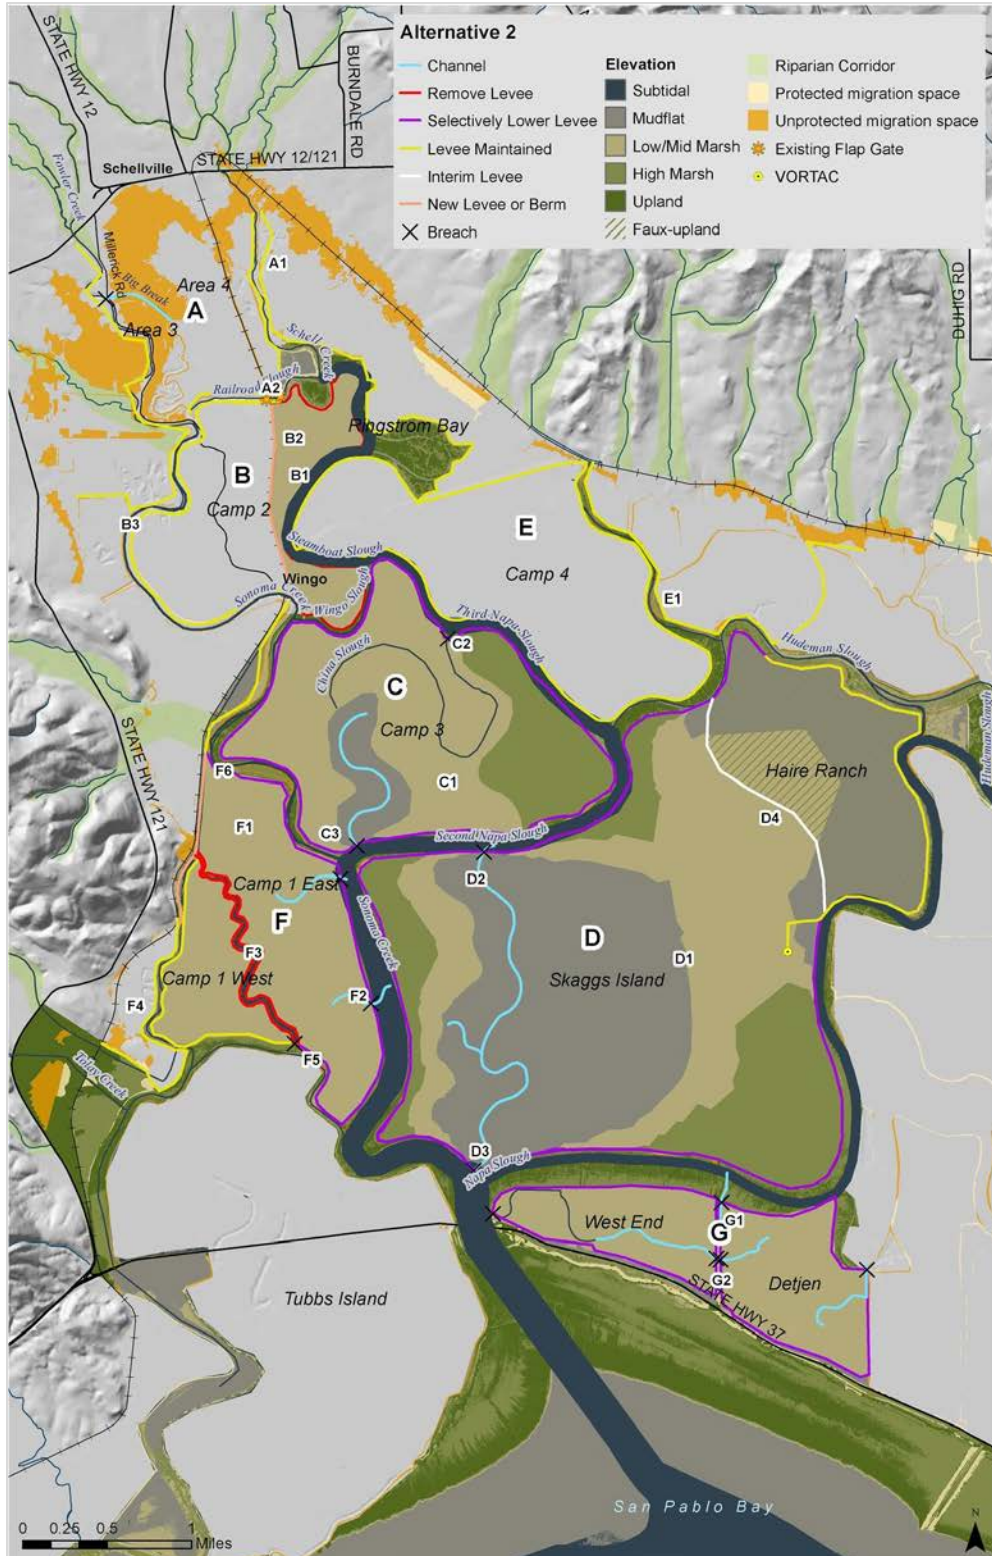 Alternative 2
Channel
Remove Levee
Selectively Lower Levee
Levee Maintained
Interim Levee
New Levee or Berm
Breach
Elevation
Subtidal
Mudflat
Low/Mid Marsh
High Marsh
Upland
Faux-upland
Riparian Corridor
Protected migration space
Unprotected migration space
Existing Flap Gate
VORTAC
STATE HWY 12
BURNDALE RD
STATE HWY 12/121
Schellville
Fowler Creek
Millerick Rd
Big Break
A1
Area 4
A
Area 3
Schell Creek
DUHIG RD
Railroad Slough
A2
Ringstrom Bay
B2
B1
B
Camp 2
B3
E
Steamboat Slough
Camp 4
Wingo
Sonoma Creek
Wingo Slough
E1
Third Napa Slough
C2
Hudeman Slough
China Slough
C
Camp 3
Hudeman Slough
STATE HWY 121
F6
C1
Haire Ranch
F1
C3
Second Napa Slough
D4
D2
Camp 1 East
Sonoma Creek
F
D
F3
D1
Camp 1 West
Skaggs Island
F4
F2
F5
Tolay Creek
D3
Napa Slough
West End
G1
G
G2
Detjen
STATE HWY 37
Tubbs Island
San Pablo Bay
N
0 0.25 0.5 1
Miles